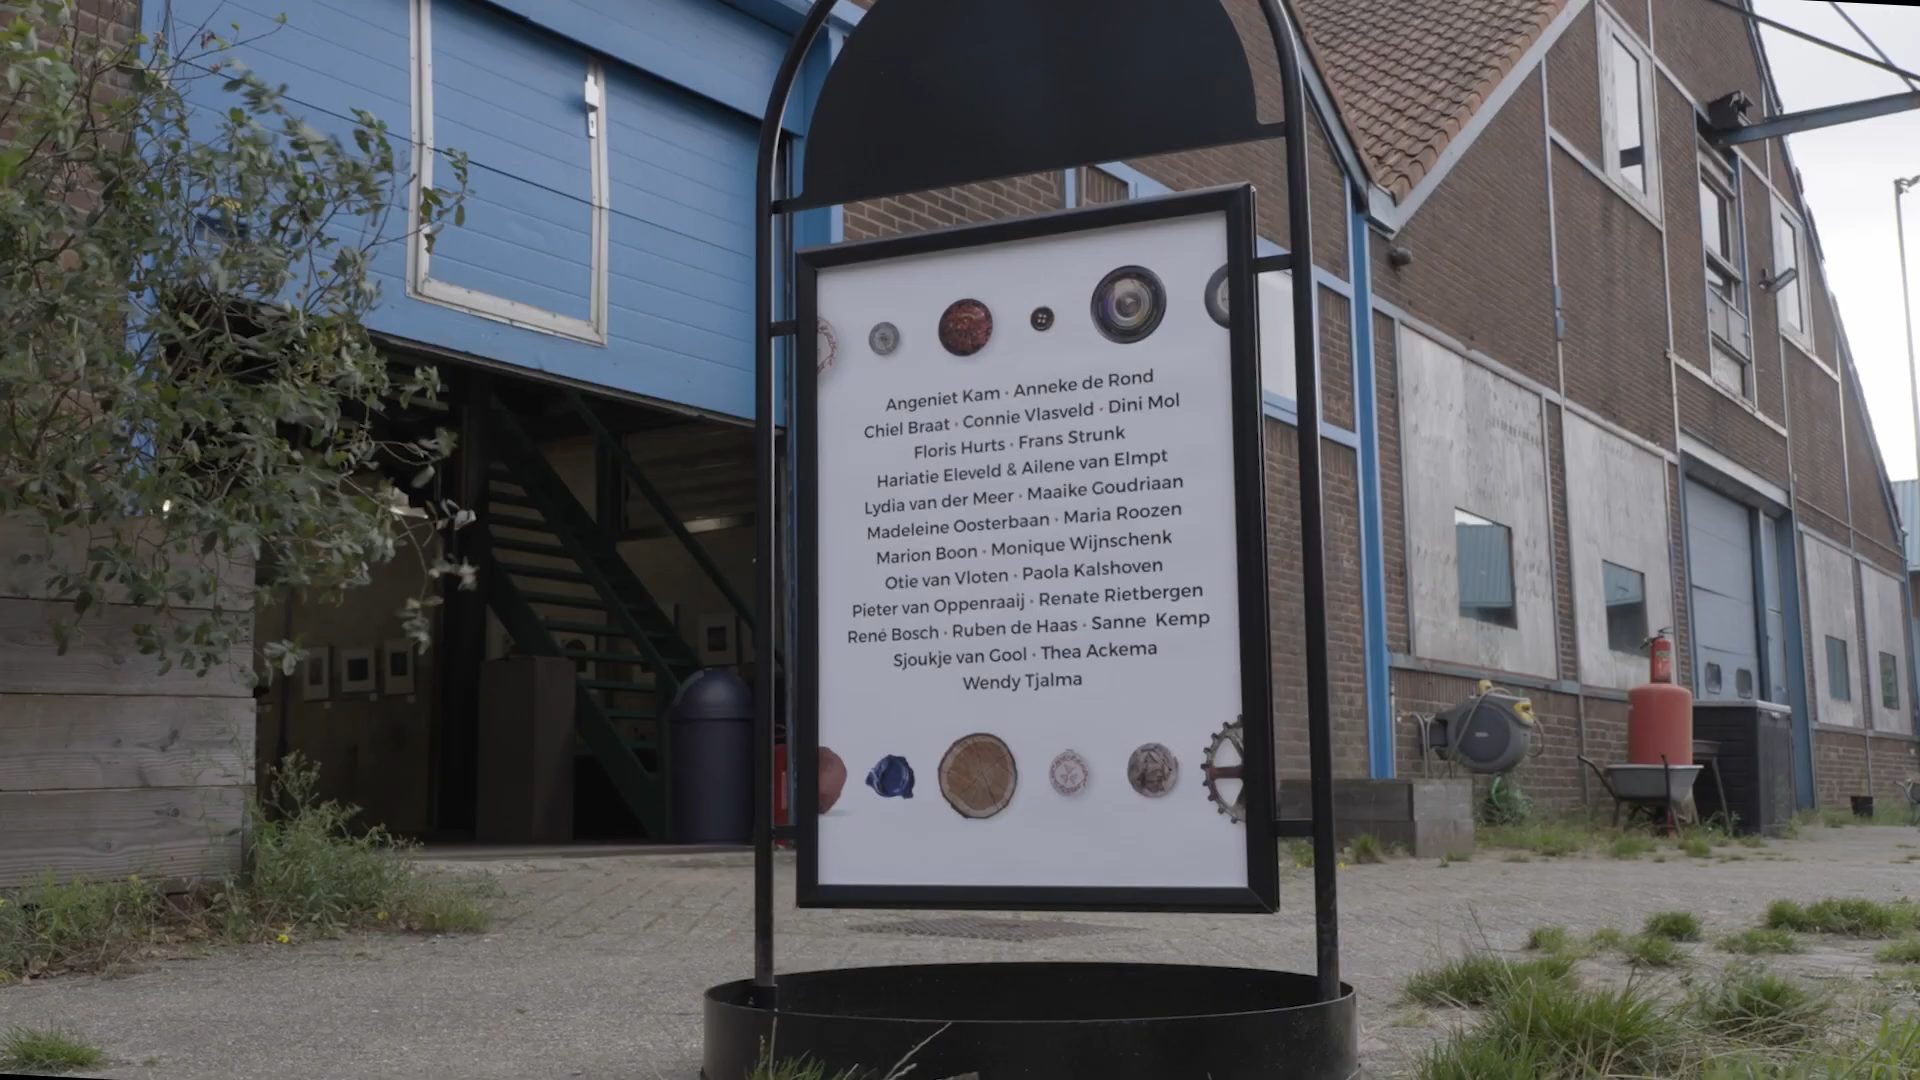 Angeniet Kam • Anneke de Rond
Chiel Braat • Connie Vlasveld • Dini Mol
Floris Hurts • Frans Strunk
Hariatie Eleveld & Ailene van Elmpt
Lydia van der Meer • Maaike Goudriaan
Madeleine Oosterbaan • Maria Roozen
Marion Boon • Monique Wijnschenk
Otie van Vloten • Paola Kalshoven
Pieter van Oppenraaij • Renate Rietbergen
René Bosch • Ruben de Haas • Sanne Kemp
Sjoukje van Gool • Thea Ackema
Wendy Tjalma